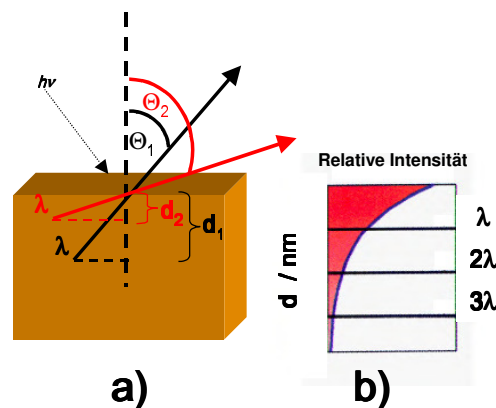 hν
Θ₂
Θ₁
λ
d₂
d₁
λ
a)
Relative Intensität
d / nm
λ
2λ
3λ
b)